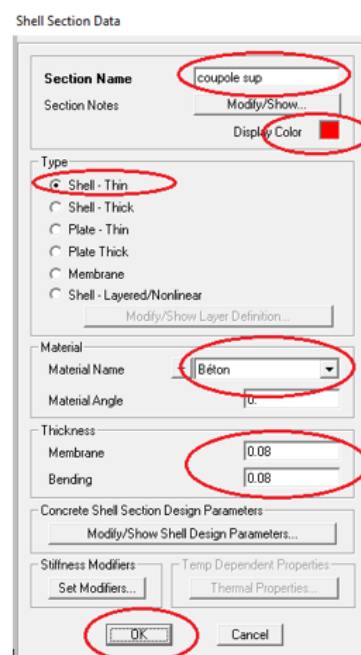 Shell Section Data
Section Name coupole sup
Section Notes Modify/Show...
Display Color
Type
Shell - Thin
Shell - Thick
Plate - Thin
Plate Thick
Membrane
Shell - Layered/Nonlinear
Modify/Show Layer Definition...
Material
Material Name + Béton
Material Angle 0.
Thickness
Membrane 0.08
Bending 0.08
Concrete Shell Section Design Parameters
Modify/Show Shell Design Parameters...
Stiffness Modifiers Temp Dependent Properties
Set Modifiers... Thermal Properties...
OK Cancel